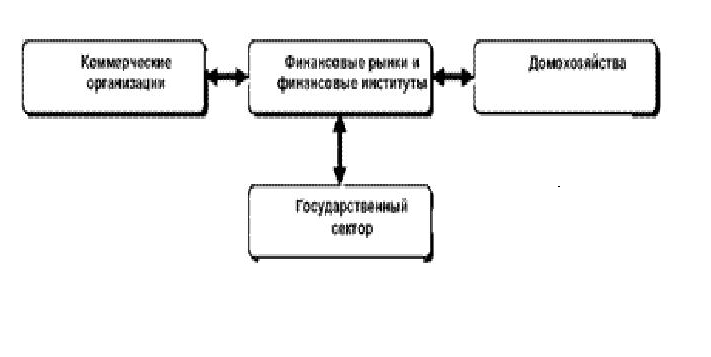 Коммерческие
организации
Финансовые рынки и
финансовые институты
Домохозяйства
Государственный
сектор